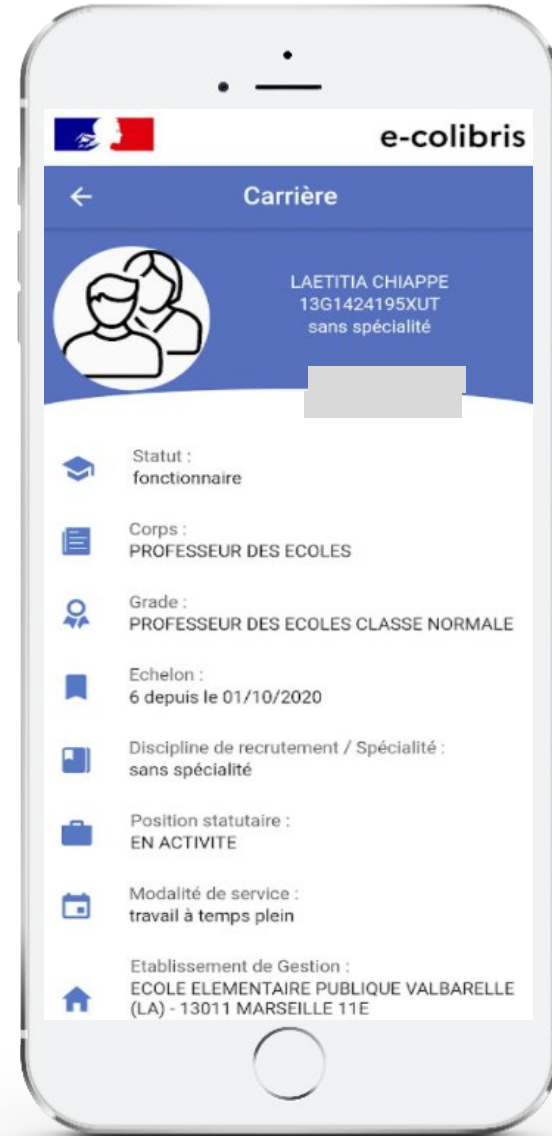 e-colibris
Carrière
LAETITIA CHIAPPE
13G1424195XUT
sans spécialité
Statut :
fonctionnaire
Corps :
PROFESSEUR DES ECOLES
Grade :
PROFESSEUR DES ECOLES CLASSE NORMALE
Echelon :
6 depuis le 01/10/2020
Discipline de recrutement / Spécialité :
sans spécialité
Position statutaire :
EN ACTIVITE
Modalité de service :
travail à temps plein
Etablissement de Gestion :
ECOLE ELEMENTAIRE PUBLIQUE VALBARELLE
(LA) - 13011 MARSEILLE 11E